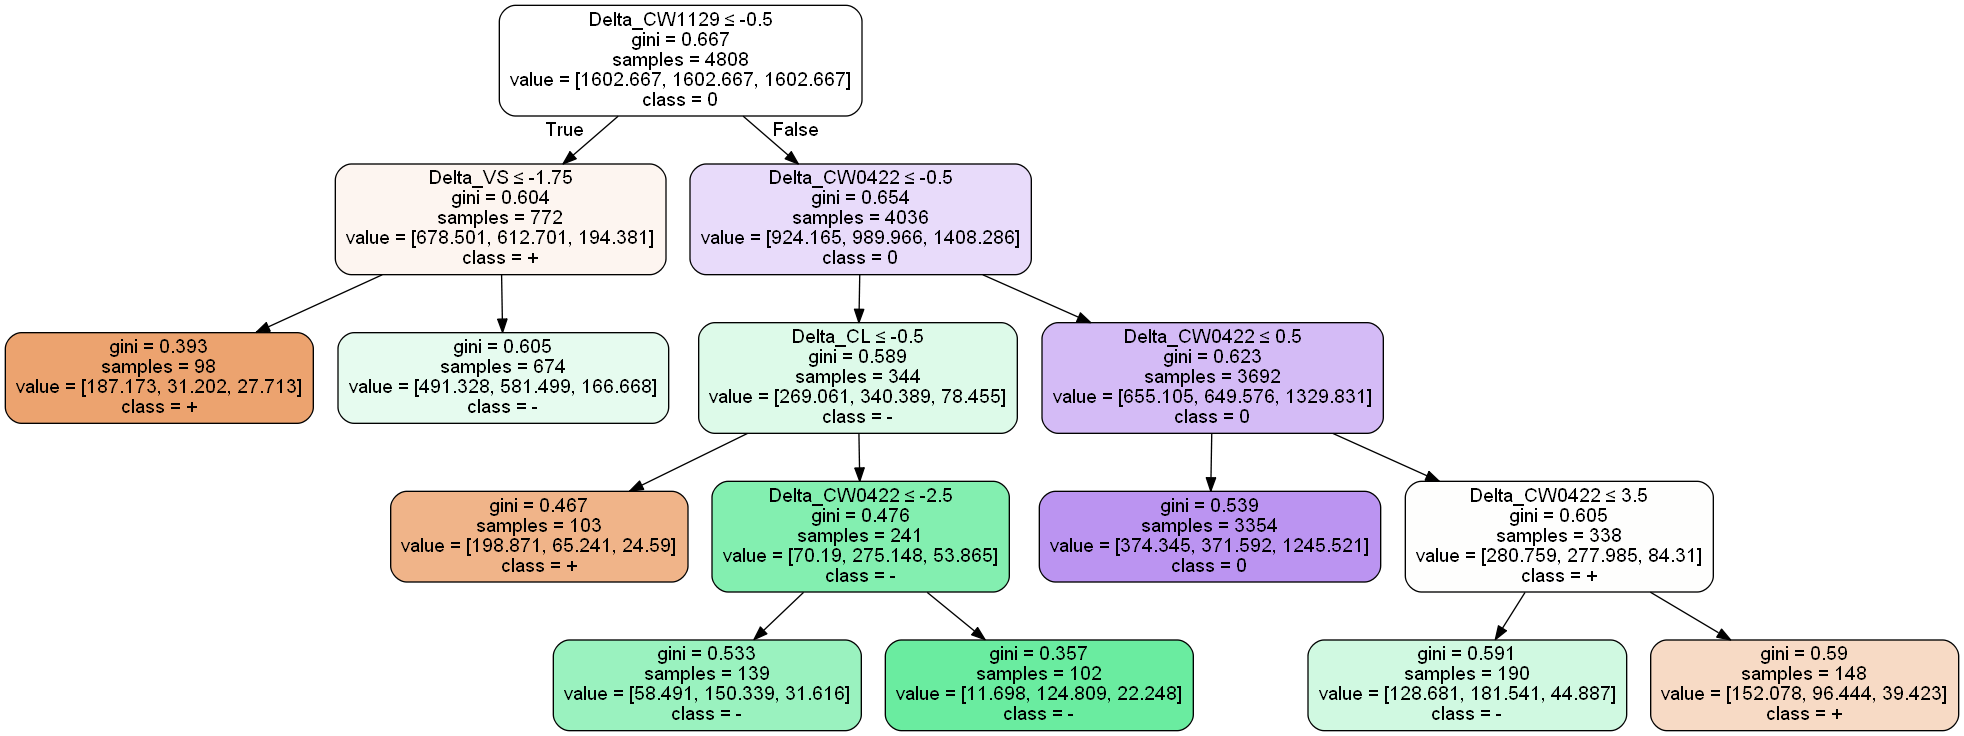 Delta_CW1129 ≤ -0.5
gini = 0.667
samples = 4808
value = [1602.667, 1602.667, 1602.667]
class = 0
True
False
Delta_VS ≤ -1.75
gini = 0.604
samples = 772
value = [678.501, 612.701, 194.381]
class = +
Delta_CW0422 ≤ -0.5
gini = 0.654
samples = 4036
value = [924.165, 989.966, 1408.286]
class = 0
gini = 0.393
samples = 98
value = [187.173, 31.202, 27.713]
class = +
gini = 0.605
samples = 674
value = [491.328, 581.499, 166.668]
class = -
Delta_CL ≤ -0.5
gini = 0.589
samples = 344
value = [269.061, 340.389, 78.455]
class = -
Delta_CW0422 ≤ 0.5
gini = 0.623
samples = 3692
value = [655.105, 649.576, 1329.831]
class = 0
gini = 0.467
samples = 103
value = [198.871, 65.241, 24.59]
class = +
Delta_CW0422 ≤ -2.5
gini = 0.476
samples = 241
value = [70.19, 275.148, 53.865]
class = -
gini = 0.539
samples = 3354
value = [374.345, 371.592, 1245.521]
class = 0
Delta_CW0422 ≤ 3.5
gini = 0.605
samples = 338
value = [280.759, 277.985, 84.31]
class = +
gini = 0.533
samples = 139
value = [58.491, 150.339, 31.616]
class = -
gini = 0.357
samples = 102
value = [11.698, 124.809, 22.248]
class = -
gini = 0.591
samples = 190
value = [128.681, 181.541, 44.887]
class = -
gini = 0.59
samples = 148
value = [152.078, 96.444, 39.423]
class = +